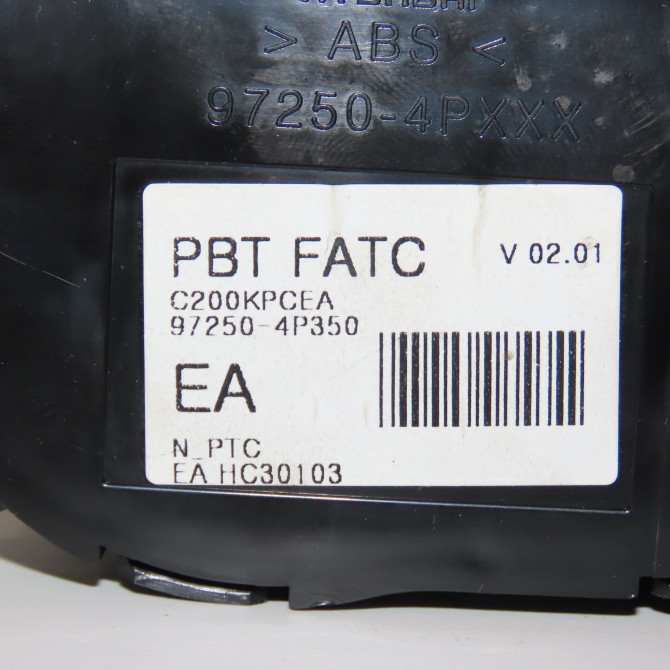 > ABS <
97250-4PXXX
PBT FATC V 02.01
C200KPCEA
97250-4P350
EA
N_PTC
EA HC30103